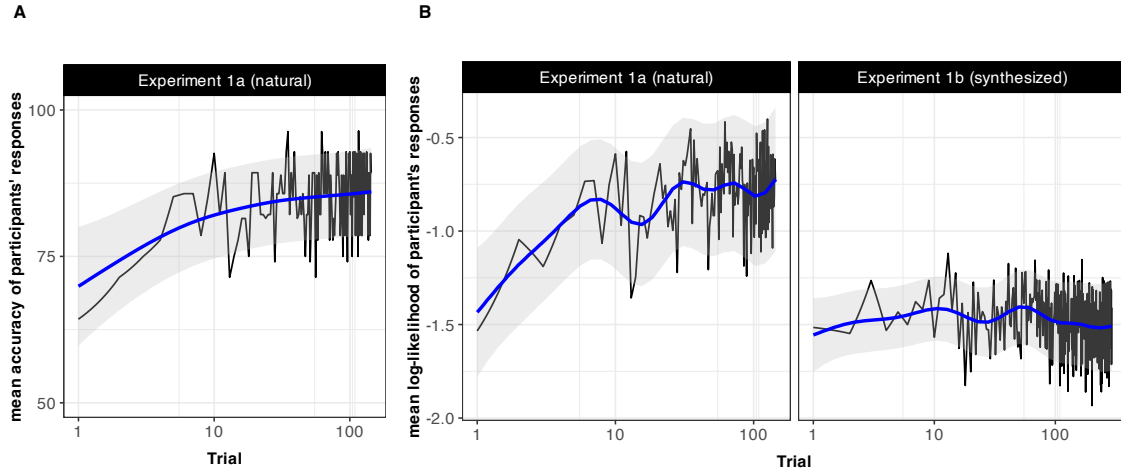 A
B
Experiment 1a (natural)
Experiment 1a (natural)
Experiment 1b (synthesized)
mean accuracy of participants' responses
100
75
50
1
10
100
Trial
mean log-likelihood of participant's responses
-0.5
-1.0
-1.5
-2.0
1
10
100
1
10
100
Trial